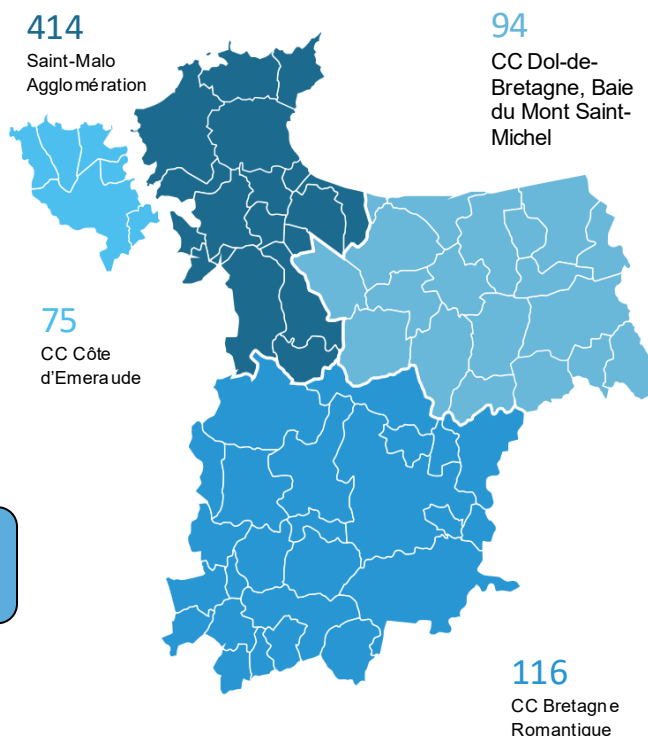 414
Saint-Malo
Agglomération
94
CC Dol-de-
Bretagne, Baie
du Mont Saint-
Michel
75
CC Côte
d'Emeraude
116
CC Bretagne
Romantique